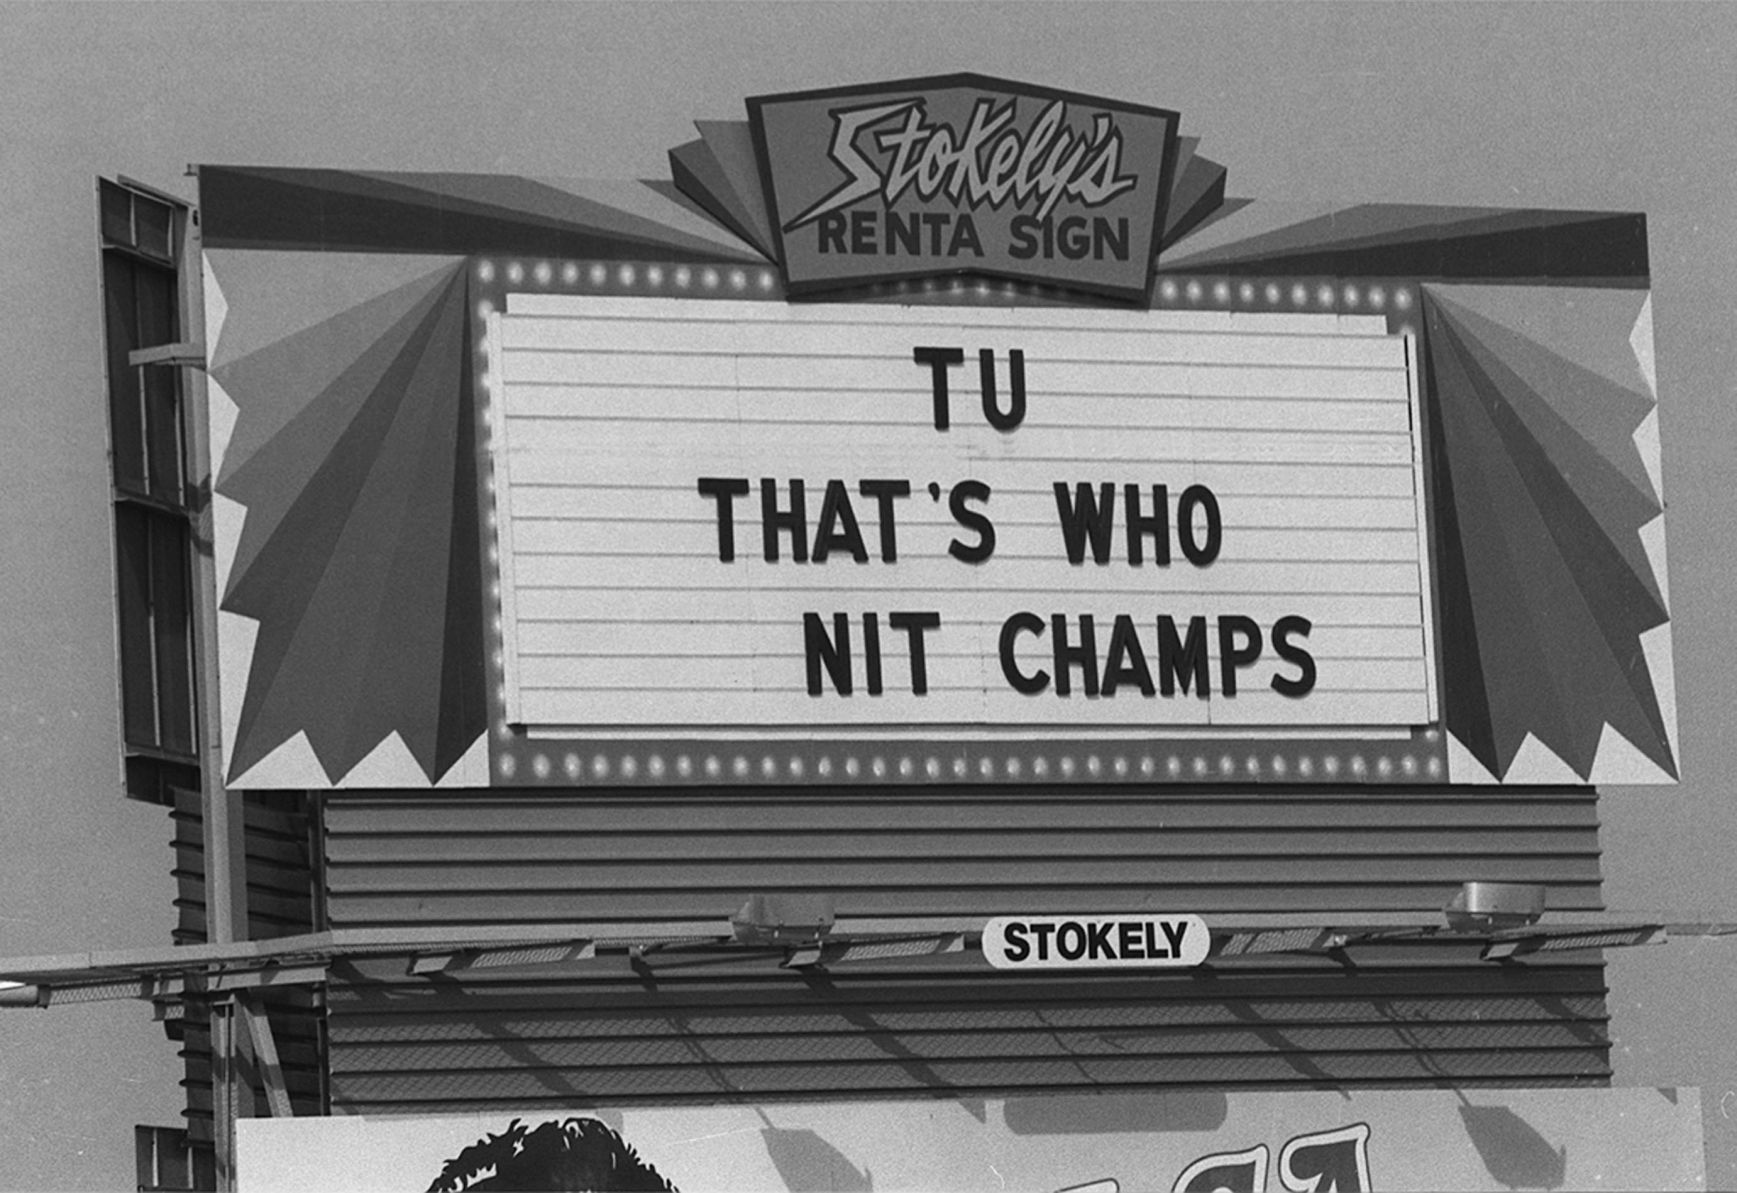 Stokely's
RENTA SIGN
TU
THAT'S WHO
NIT CHAMPS
STOKELY